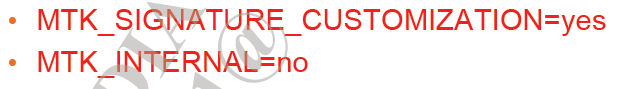 • MTK_SIGNATURE_CUSTOMIZATION=yes
• MTK_INTERNAL=no